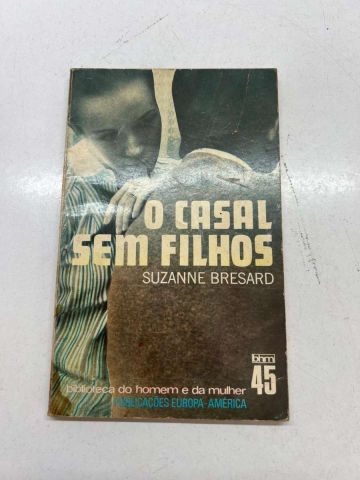 O CASAL
SEM FILHOS
SUZANNE BRESARD
bhm
45
biblioteca do homem e da mulher
PUBLICAÇÕES EUROPA-AMÉRICA